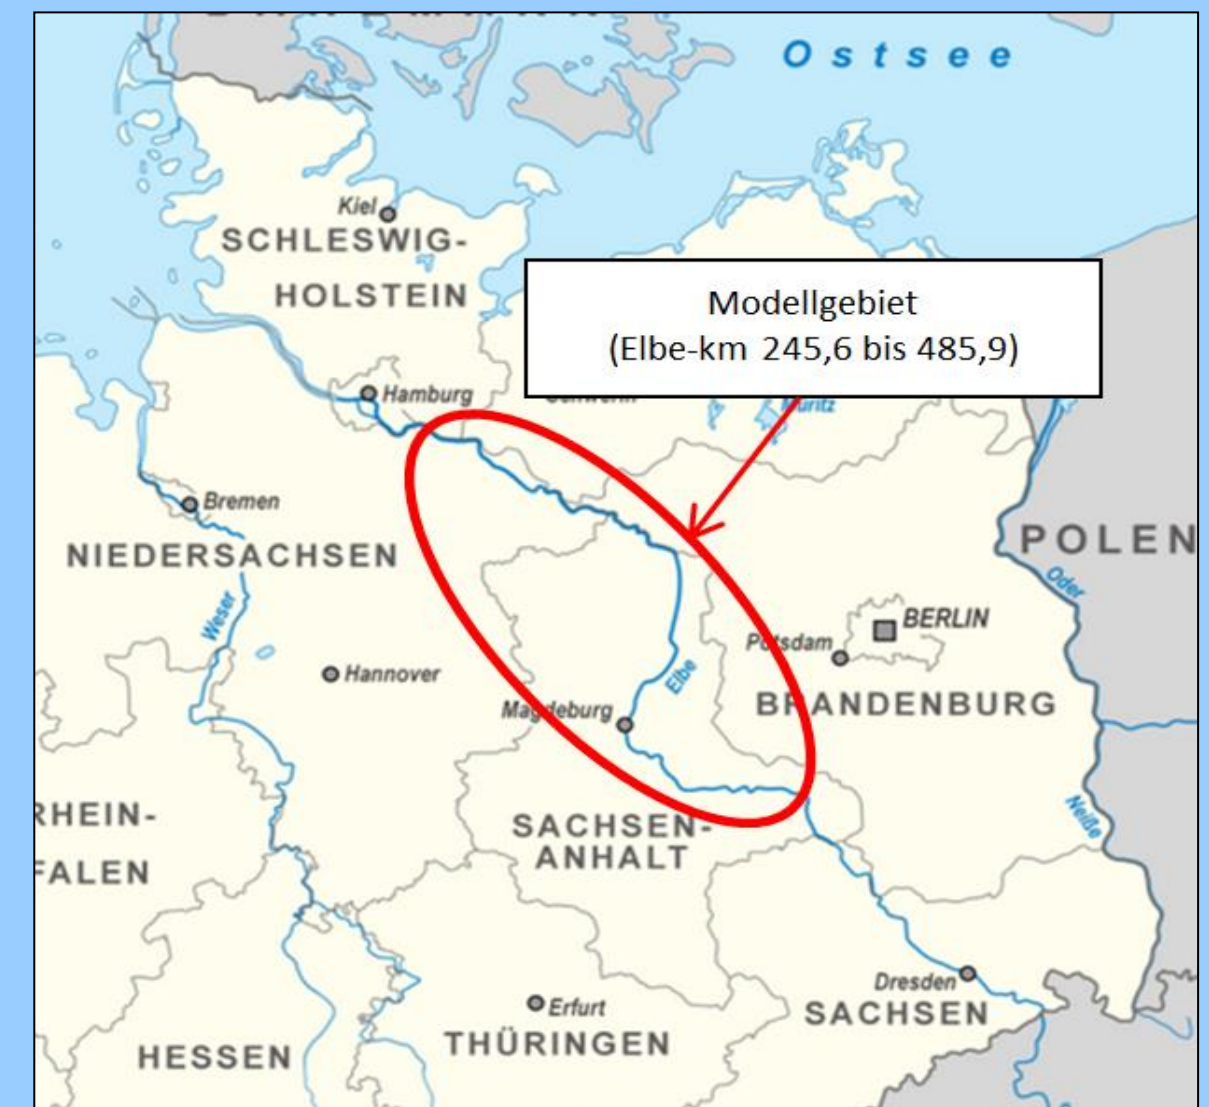 Ostsee
Kiel
SCHLESWIG-
HOLSTEIN
Modellgebiet
(Elbe-km 245,6 bis 485,9)
Hamburg
Müritz
Bremen
NIEDERSACHSEN
POLEN
Oder
Weser
BERLIN
Potsdam
Hannover
Elbe
BRANDENBURG
Magdeburg
RHEIN-
FALEN
SACHSEN-
ANHALT
Neiße
Dresden
SACHSEN
Erfurt
THÜRINGEN
HESSEN